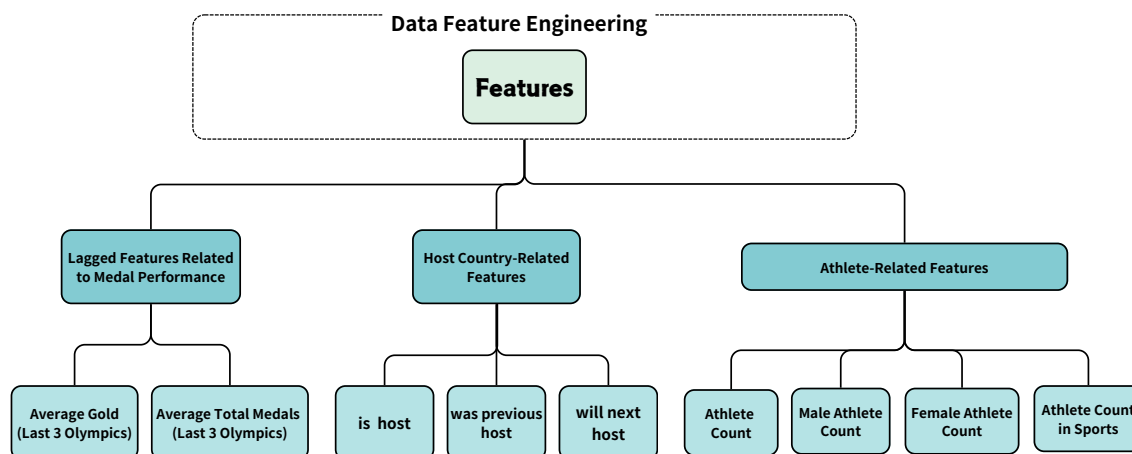 Data Feature Engineering
Features
Lagged Features Related
to Medal Performance
Host Country-Related
Features
Athlete-Related Features
Average Gold
(Last 3 Olympics)
Average Total Medals
(Last 3 Olympics)
is host
was previous
host
will next
host
Athlete
Count
Male Athlete
Count
Female Athlete
Count
Athlete Count
in Sports